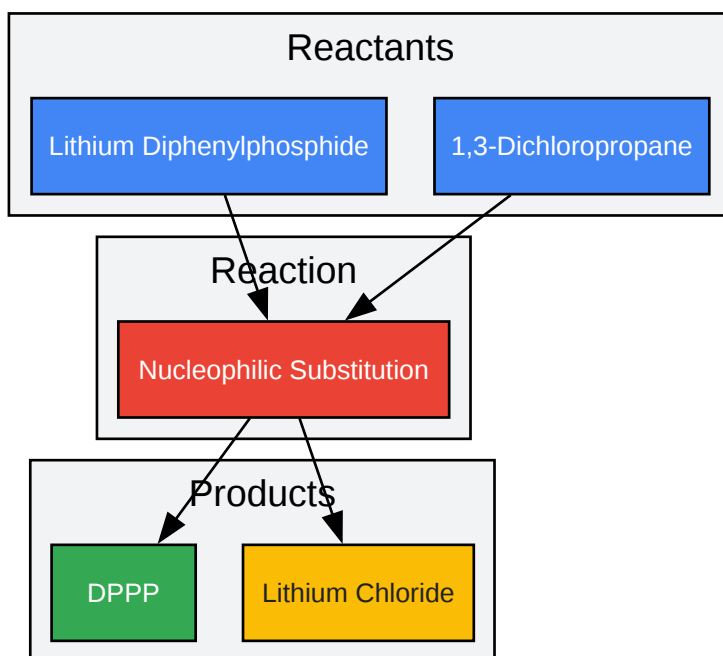 Reactants
Lithium Diphenylphosphide
1,3-Dichloropropane
Reaction
Nucleophilic Substitution
Products
DPPP
Lithium Chloride